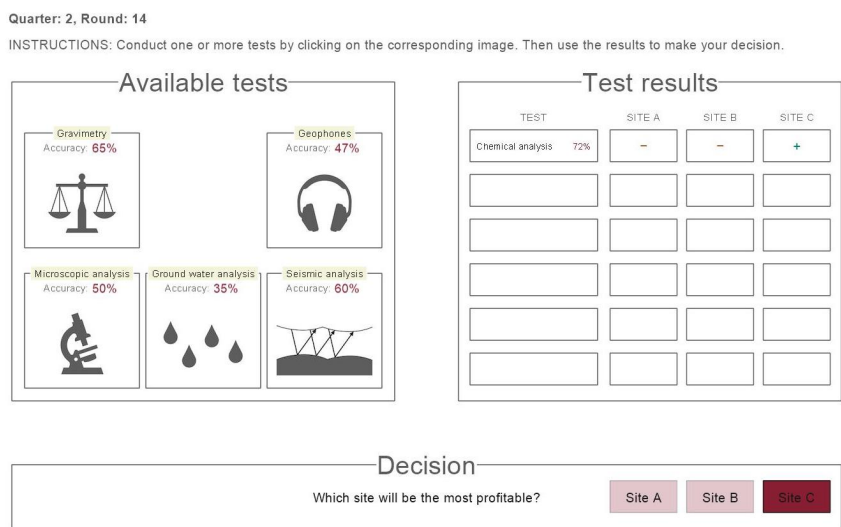 Quarter: 2, Round: 14
INSTRUCTIONS: Conduct one or more tests by clicking on the corresponding image. Then use the results to make your decision.
Available tests
Gravimetry
Accuracy: 65%
Geophones
Accuracy: 47%
Microscopic analysis
Accuracy: 50%
Ground water analysis
Accuracy: 35%
Seismic analysis
Accuracy: 60%
Test results
TEST SITE A SITE B SITE C
Chemical analysis 72% − − +
Decision
Which site will be the most profitable? Site A Site B Site C